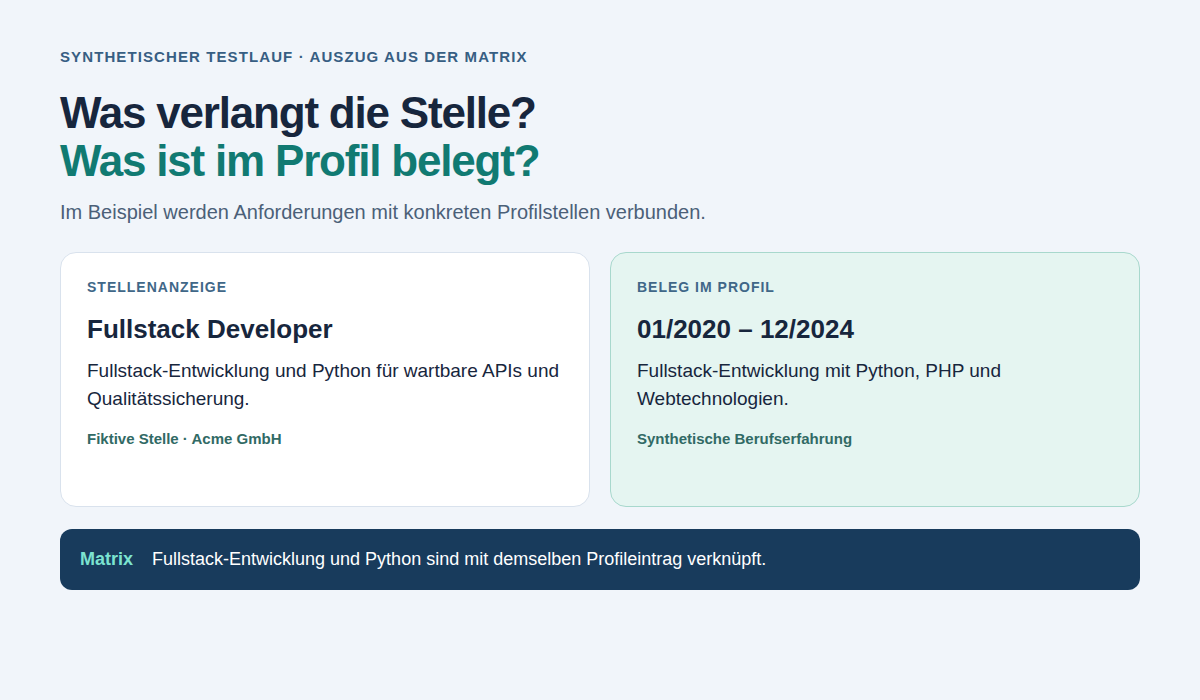 SYNTHETISCHER TESTLAUF · AUSZUG AUS DER MATRIX
Was verlangt die Stelle?
Was ist im Profil belegt?
Im Beispiel werden Anforderungen mit konkreten Profilstellen verbunden.
STELLENANZEIGE
Fullstack Developer
Fullstack-Entwicklung und Python für wartbare APIs und
Qualitätssicherung.
Fiktive Stelle · Acme GmbH
BELEG IM PROFIL
01/2020 – 12/2024
Fullstack-Entwicklung mit Python, PHP und
Webtechnologien.
Synthetische Berufserfahrung
Matrix Fullstack-Entwicklung und Python sind mit demselben Profileintrag verknüpft.